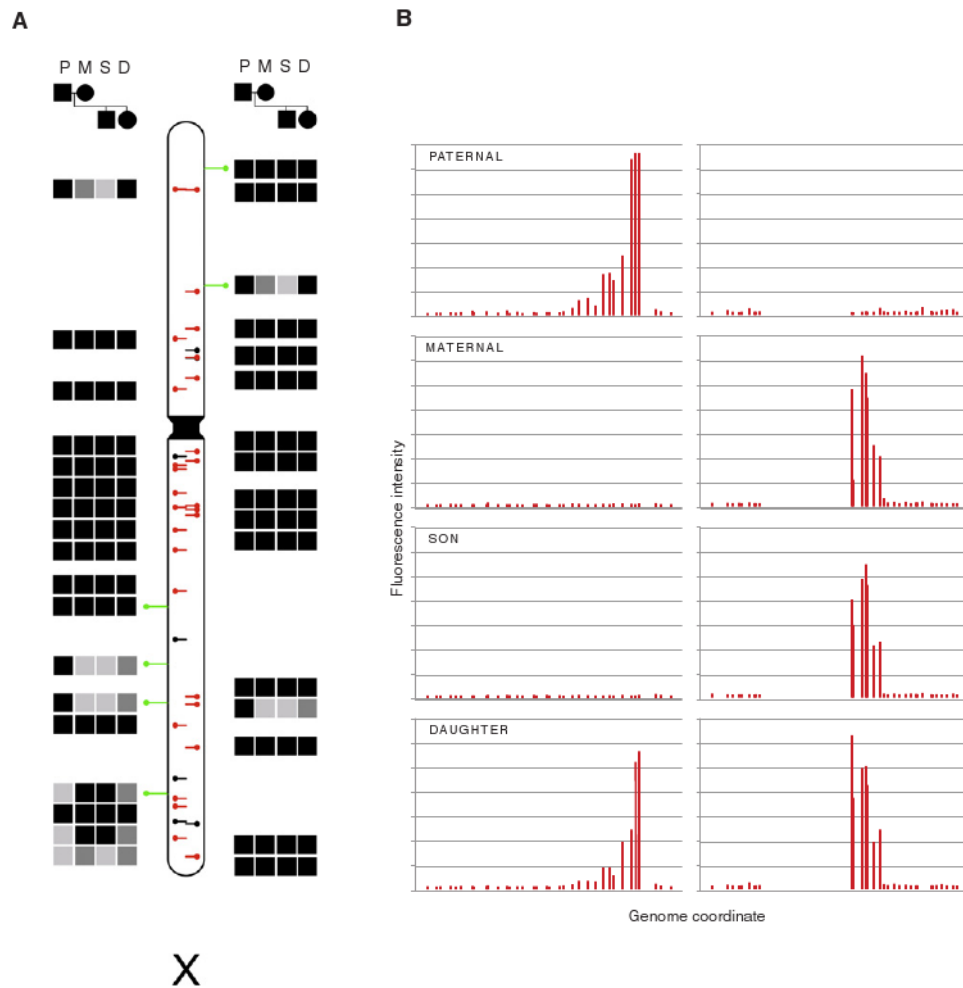 A
B
P M S D
P M S D
PATERNAL
MATERNAL
SON
DAUGHTER
Fluorescence intensity
Genome coordinate
X